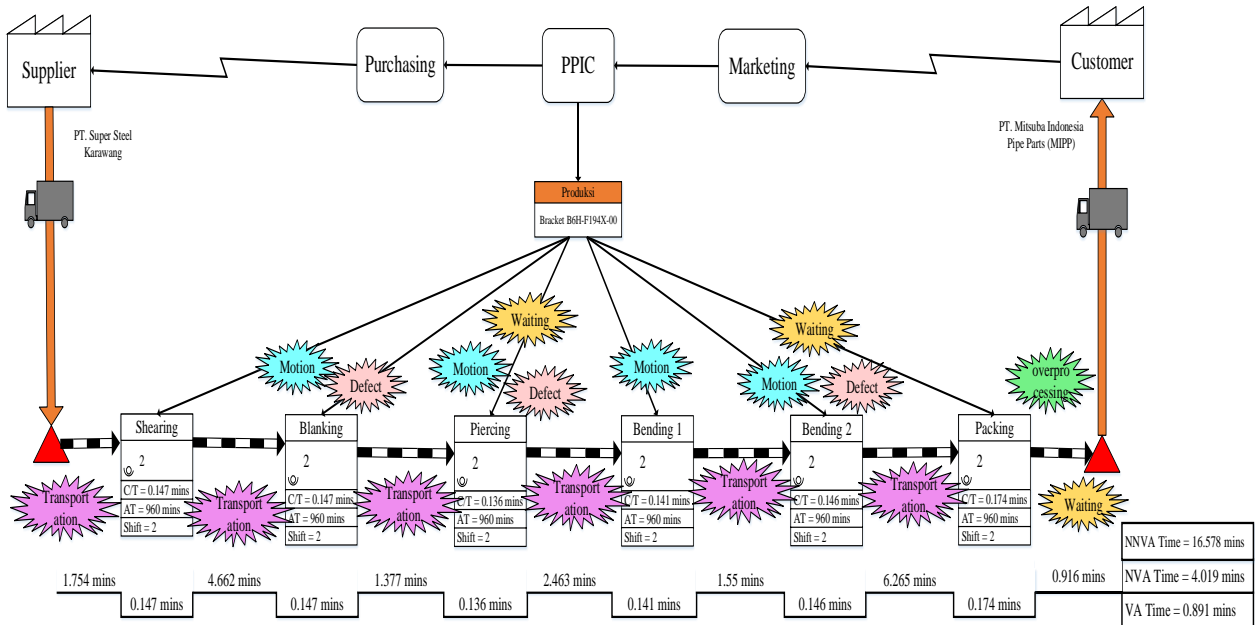 Supplier
Purchasing
PPIC
Marketing
Customer
PT. Super Steel
Karawang
PT. Mitsuba Indonesia
Pipe Parts (MIPP)
Produksi
Bracket B6H-F194X-00
Waiting
Waiting
Motion
Defect
Motion
Defect
Motion
Motion
Defect
overpro
cessing
Shearing
2
C/T = 0.147 mins
AT = 960 mins
Shift = 2
Blanking
2
C/T = 0.147 mins
AT = 960 mins
Shift = 2
Piercing
2
C/T = 0.136 mins
AT = 960 mins
Shift = 2
Bending 1
2
C/T = 0.141 mins
AT = 960 mins
Shift = 2
Bending 2
2
C/T = 0.146 mins
AT = 960 mins
Shift = 2
Packing
2
C/T = 0.174 mins
AT = 960 mins
Shift = 2
Transport
ation
Transport
ation
Transport
ation
Transport
ation
Transport
ation
Transport
ation
Waiting
1.754 mins
0.147 mins
4.662 mins
0.147 mins
1.377 mins
0.136 mins
2.463 mins
0.141 mins
1.55 mins
0.146 mins
6.265 mins
0.174 mins
0.916 mins
NNVA Time = 16.578 mins
NVA Time = 4.019 mins
VA Time = 0.891 mins